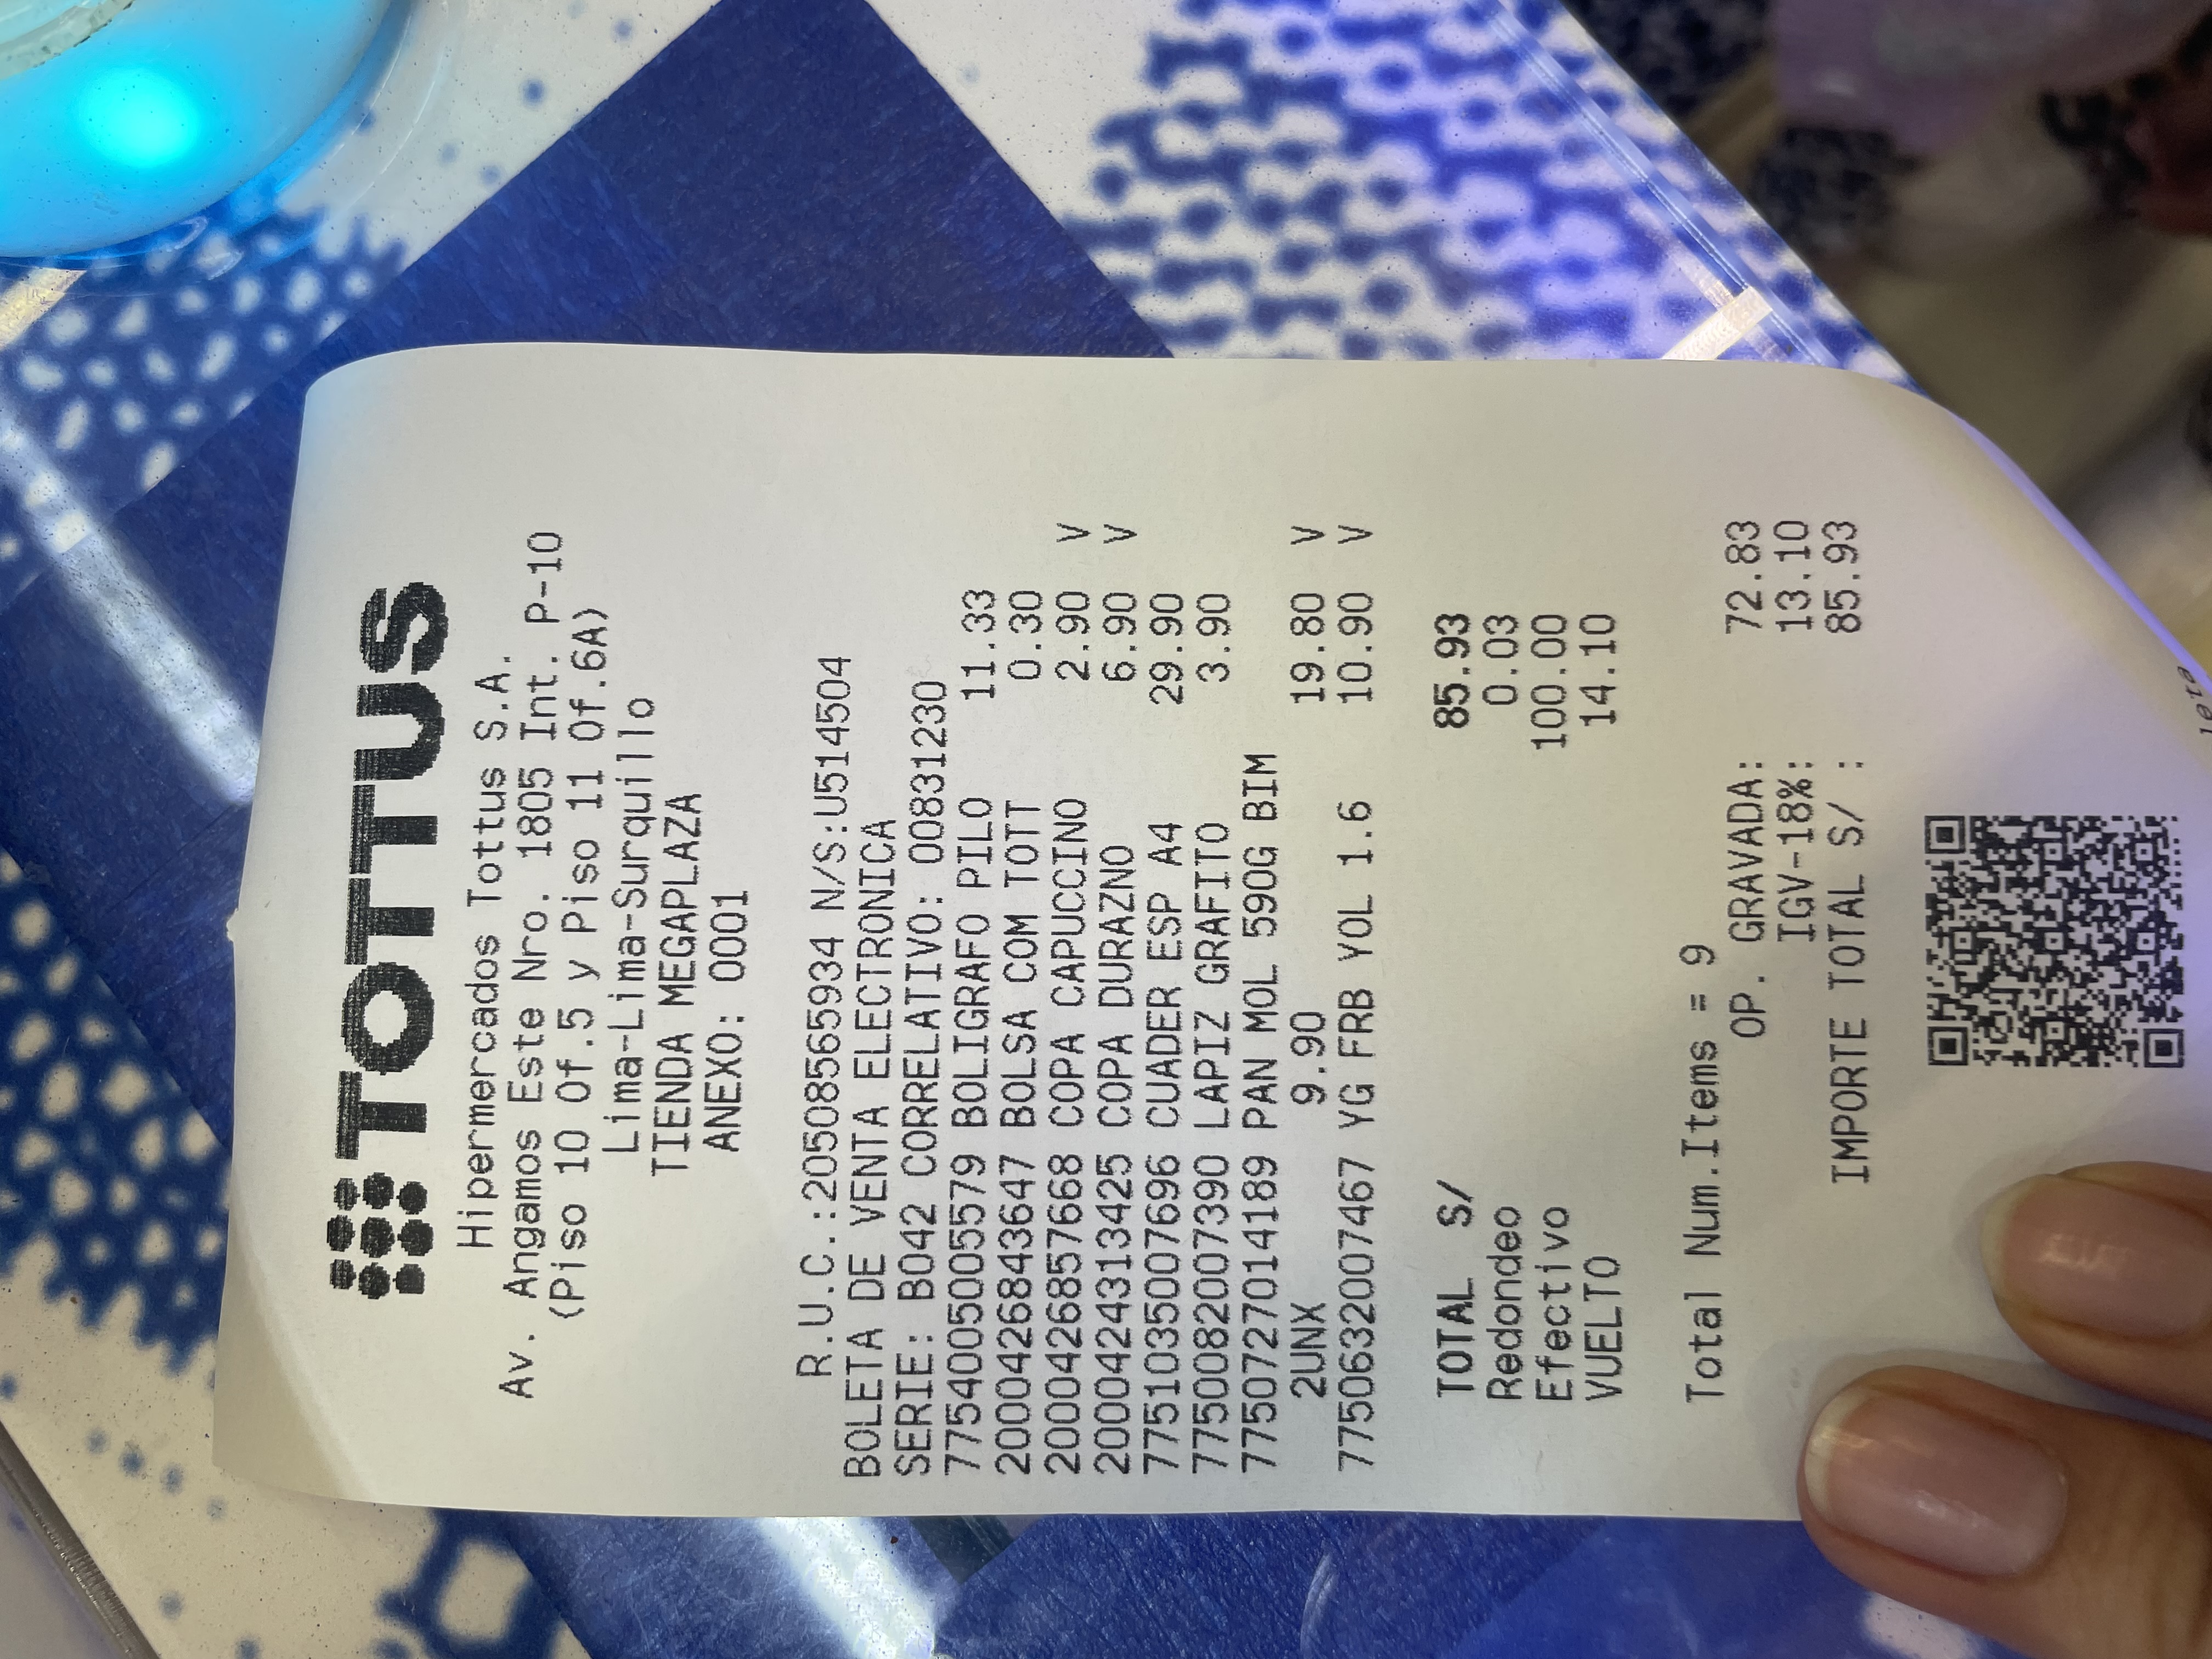 TOTTUS
Hipermercados Tottus S.A.
Av. Angamos Este Nro. 1805 Int. P-10
(Piso 10 Of.5 y Piso 11 Of.6A)
Lima-Lima-Surquillo
TIENDA MEGAPLAZA
ANEXO: 0001
R.U.C.:20508565934 N/S:U514504
BOLETA DE VENTA ELECTRONICA
SERIE: B042 CORRELATIVO: 00831230
7754005005579 BOLIGRAFO PILO 11.33
2000426843647 BOLSA COM TOTT 0.30
2000426857668 COPA CAPUCCINO 2.90 V
2000424313425 COPA DURAZNO 6.90 V
7751035007696 CUADER ESP A4 29.90
7750082007390 LAPIZ GRAFITO 3.90
7750727014189 PAN MOL 590G BIM
2UNX 9.90 19.80 V
7750632007467 YG FRB YOL 1.6 10.90 V
TOTAL S/ 85.93
Redondeo 0.03
Efectivo 100.00
VUELTO 14.10
Total Num.Items = 9
OP. GRAVADA: 72.83
IGV-18%: 13.10
IMPORTE TOTAL S/ : 85.93